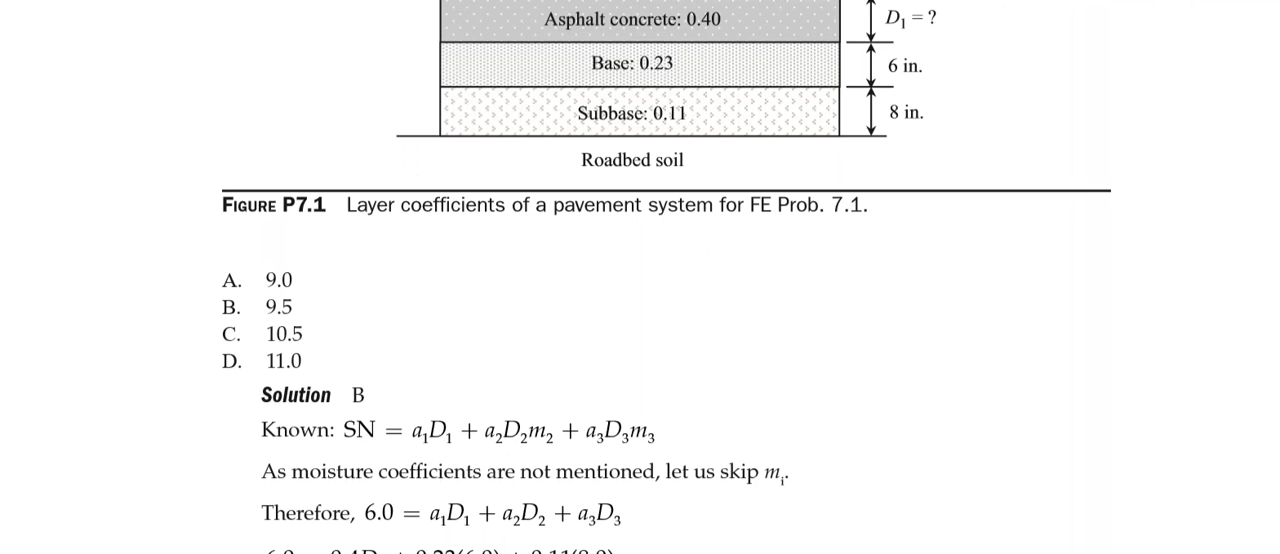 Asphalt concrete: 0.40
D₁ = ?
Base: 0.23
6 in.
Subbase: 0.11
8 in.
Roadbed soil
FIGURE P7.1 Layer coefficients of a pavement system for FE Prob. 7.1.
A. 9.0
B. 9.5
C. 10.5
D. 11.0
Solution B
Known: SN = a₁D₁ + a₂D₂m₂ + a₃D₃m₃
As moisture coefficients are not mentioned, let us skip mᵢ.
Therefore, 6.0 = a₁D₁ + a₂D₂ + a₃D₃